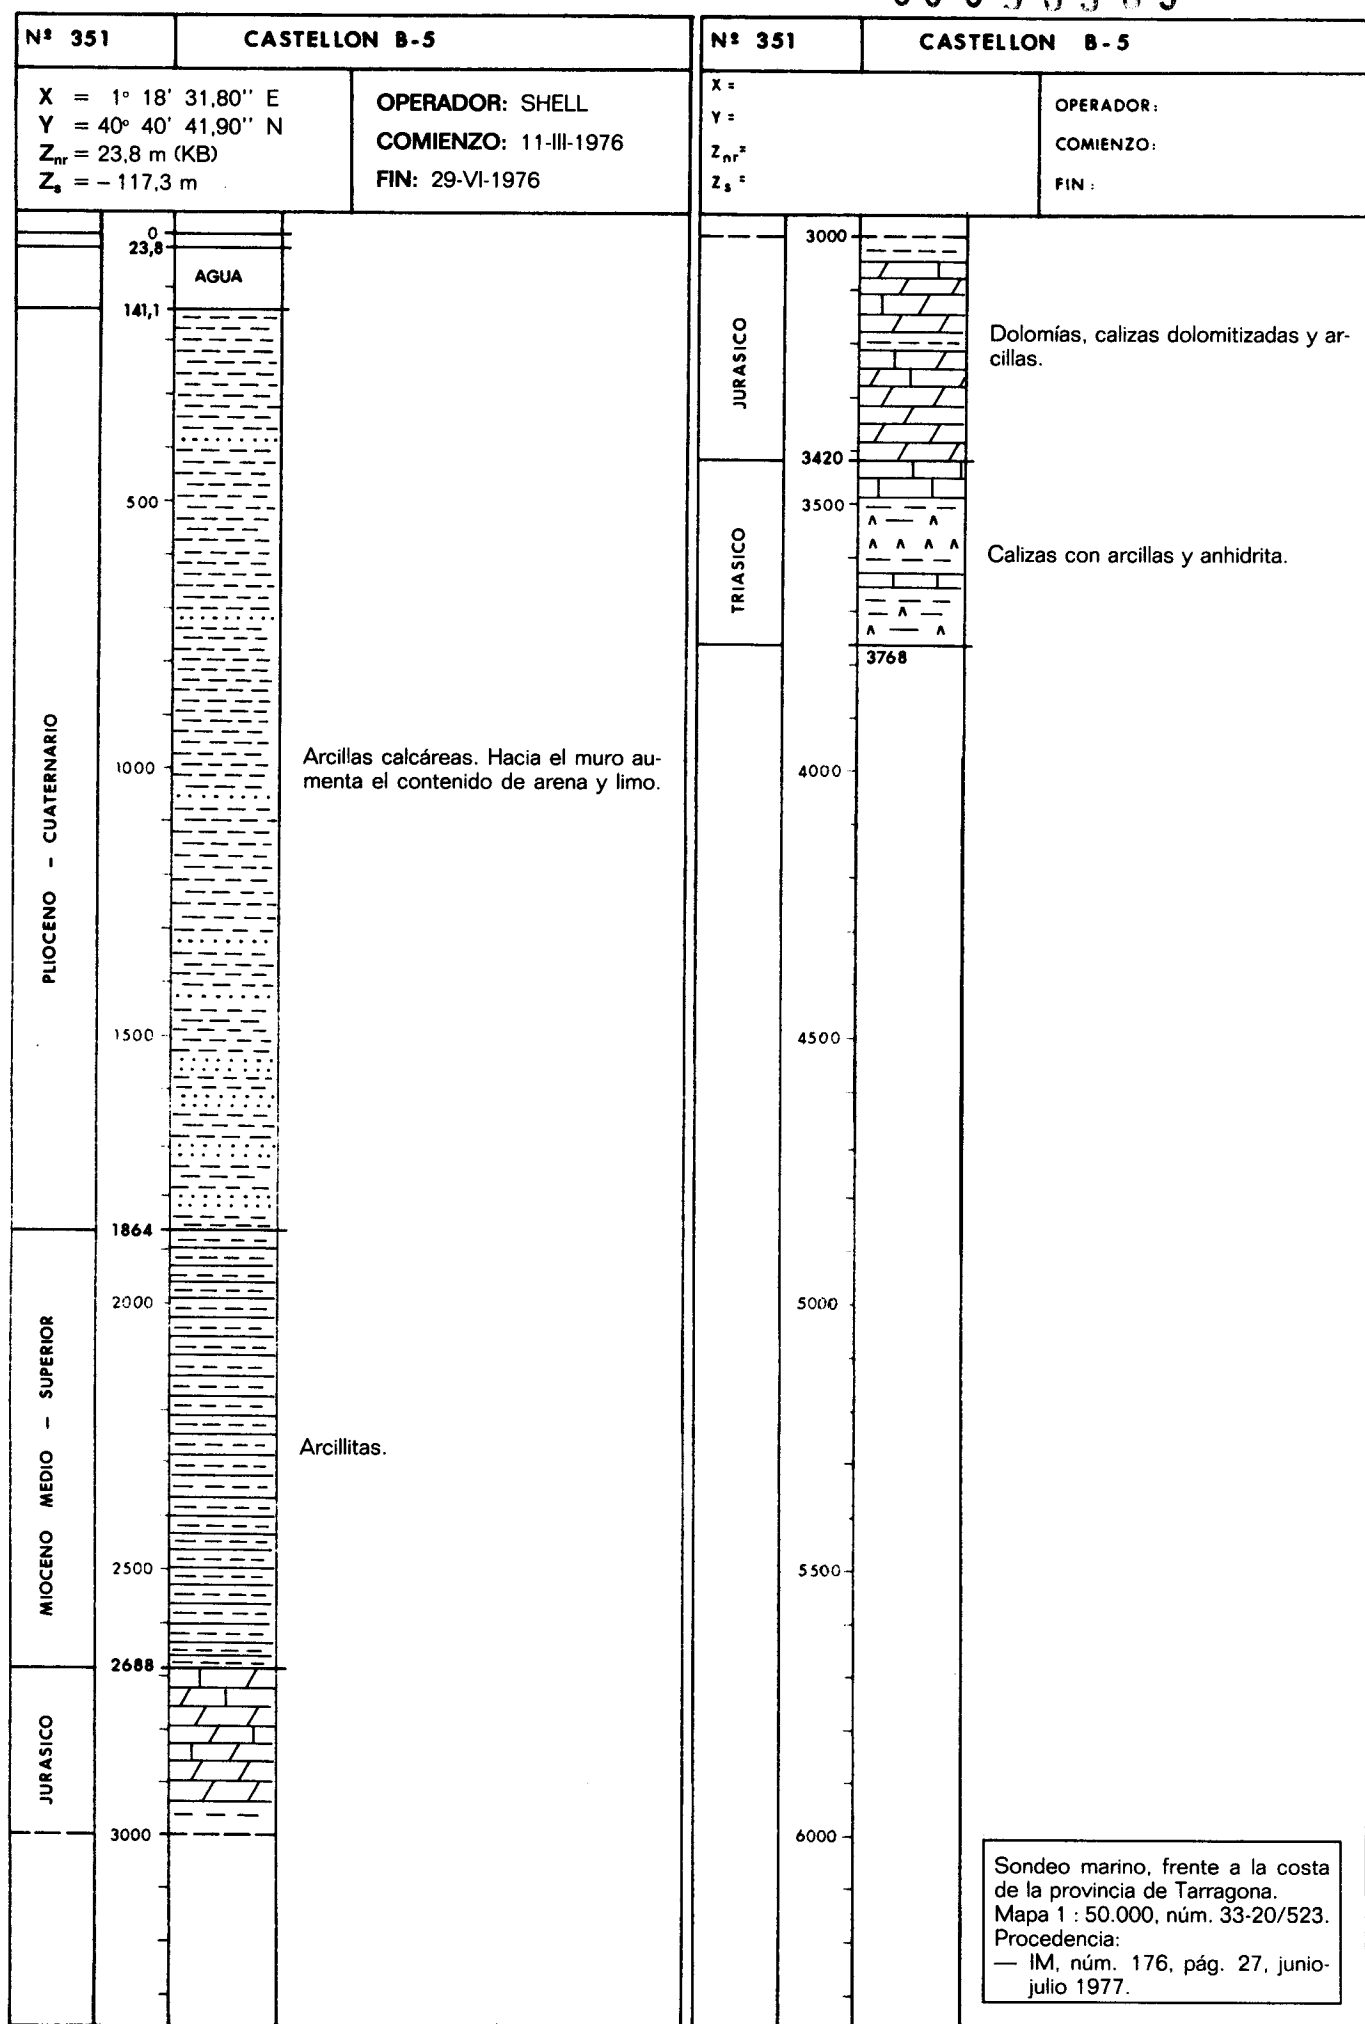 Nº 351
CASTELLON B-5
X = 1° 18' 31,80'' E
Y = 40° 40' 41,90'' N
Znr = 23,8 m (KB)
Zs = – 117,3 m
OPERADOR: SHELL
COMIENZO: 11-III-1976
FIN: 29-VI-1976
0
23,8
AGUA
141,1
500
PLIOCENO - CUATERNARIO
1000
Arcillas calcáreas. Hacia el muro au-
menta el contenido de arena y limo.
1500
1864
2000
MIOCENO MEDIO - SUPERIOR
Arcillitas.
2500
2688
JURASICO
3000
Nº 351
CASTELLON B-5
X =
Y =
Znr=
Zs =
OPERADOR:
COMIENZO:
FIN :
3000
JURASICO
Dolomías, calizas dolomitizadas y ar-
cillas.
3420
3500
TRIASICO
Calizas con arcillas y anhidrita.
3768
4000
4500
5000
5500
6000
Sondeo marino, frente a la costa
de la provincia de Tarragona.
Mapa 1 : 50.000, núm. 33-20/523.
Procedencia:
— IM, núm. 176, pág. 27, junio-
julio 1977.